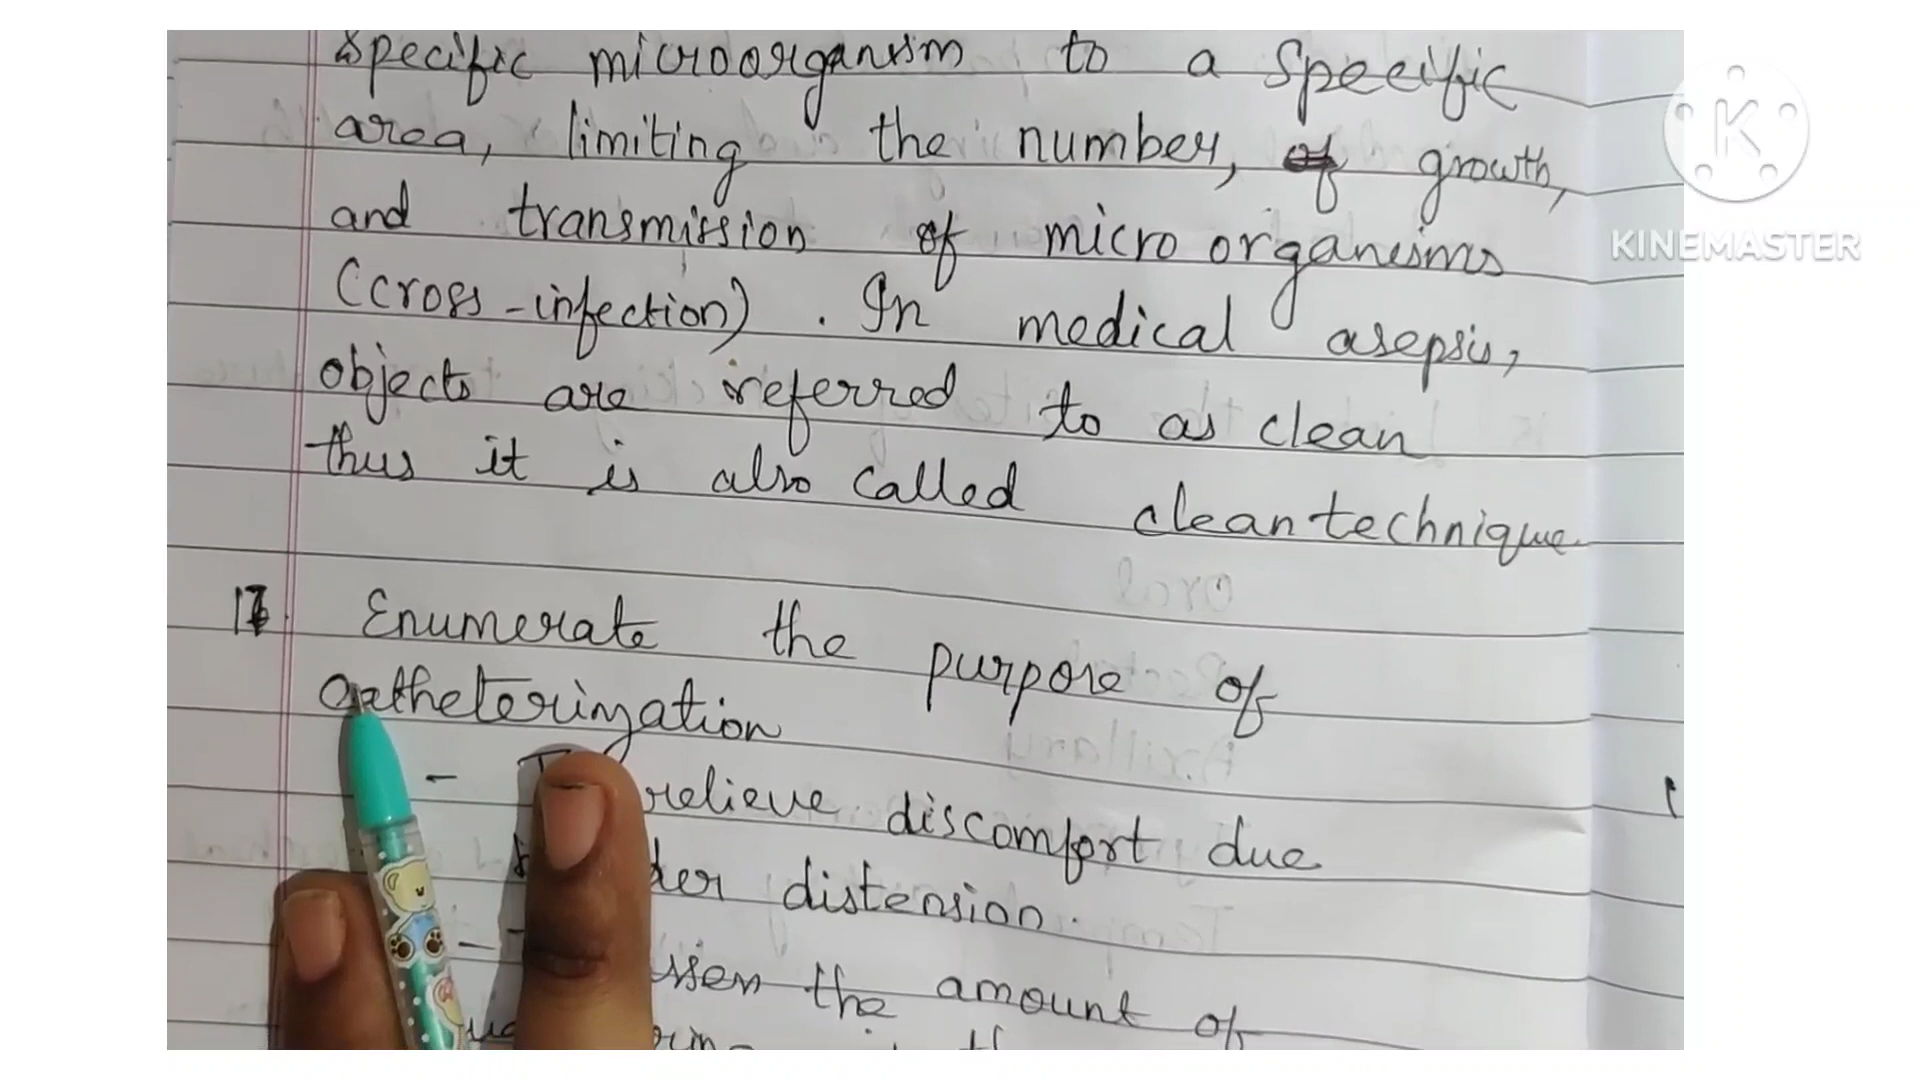 specific microorganism to a specific
area, limiting the number, of growth,
and transmission of micro organisms
(cross-infection). In medical asepsis,
objects are referred to as clean
thus it is also called clean technique.
17. Enumerate the purpose of
Catheterization
- relieve discomfort due
distension.
- the amount of
K
KINEMASTER